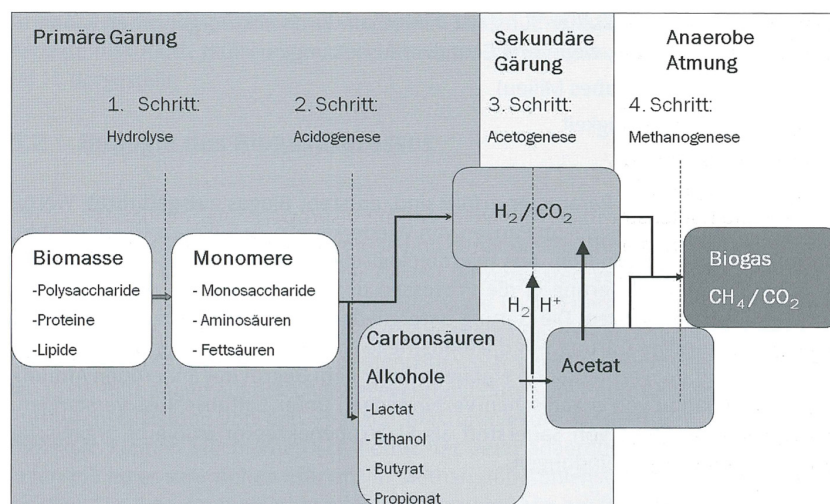 Primäre Gärung
Sekundäre
Gärung
Anaerobe
Atmung
1. Schritt:
Hydrolyse
2. Schritt:
Acidogenese
3. Schritt:
Acetogenese
4. Schritt:
Methanogenese
H₂/CO₂
Biomasse
-Polysaccharide
-Proteine
-Lipide
Monomere
- Monosaccharide
- Aminosäuren
- Fettsäuren
Biogas
CH₄/CO₂
H₂ H⁺
Carbonsäuren
Alkohole
-Lactat
- Ethanol
- Butyrat
- Propionat
Acetat